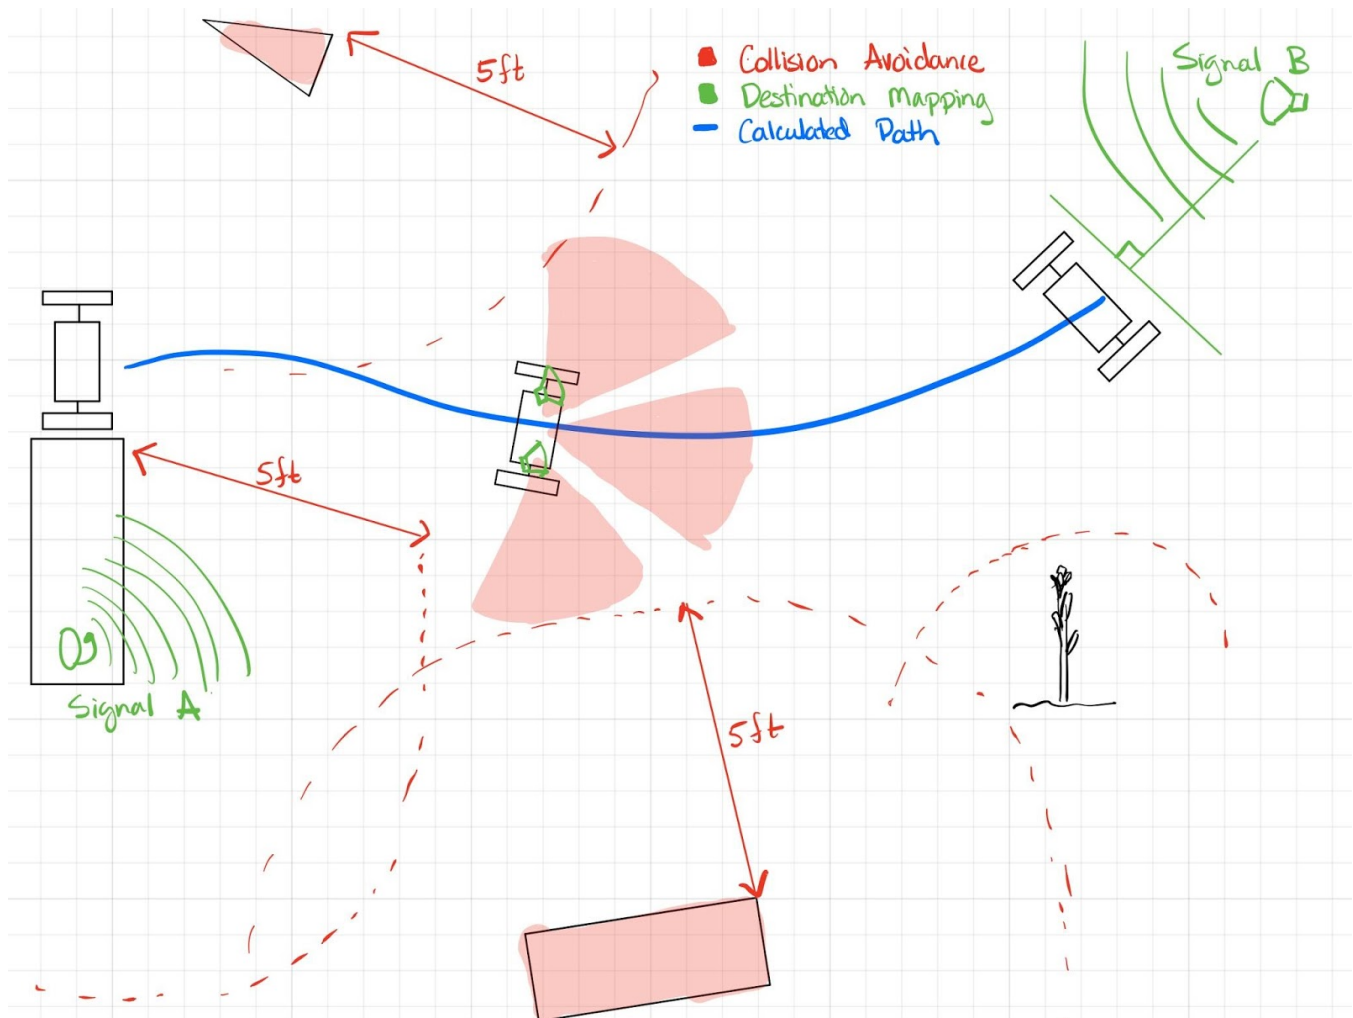 5ft
Collision Avoidance
Destination Mapping
Calculated Path
Signal B
5ft
Signal A
5ft